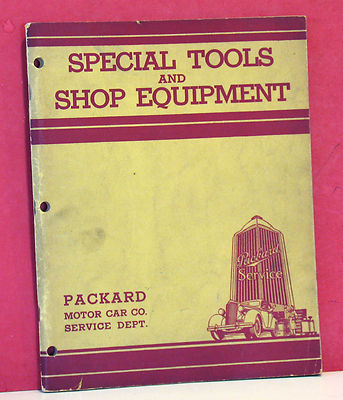 SPECIAL TOOLS
AND
SHOP EQUIPMENT
Packard
Service
PACKARD
MOTOR CAR CO.
SERVICE DEPT.